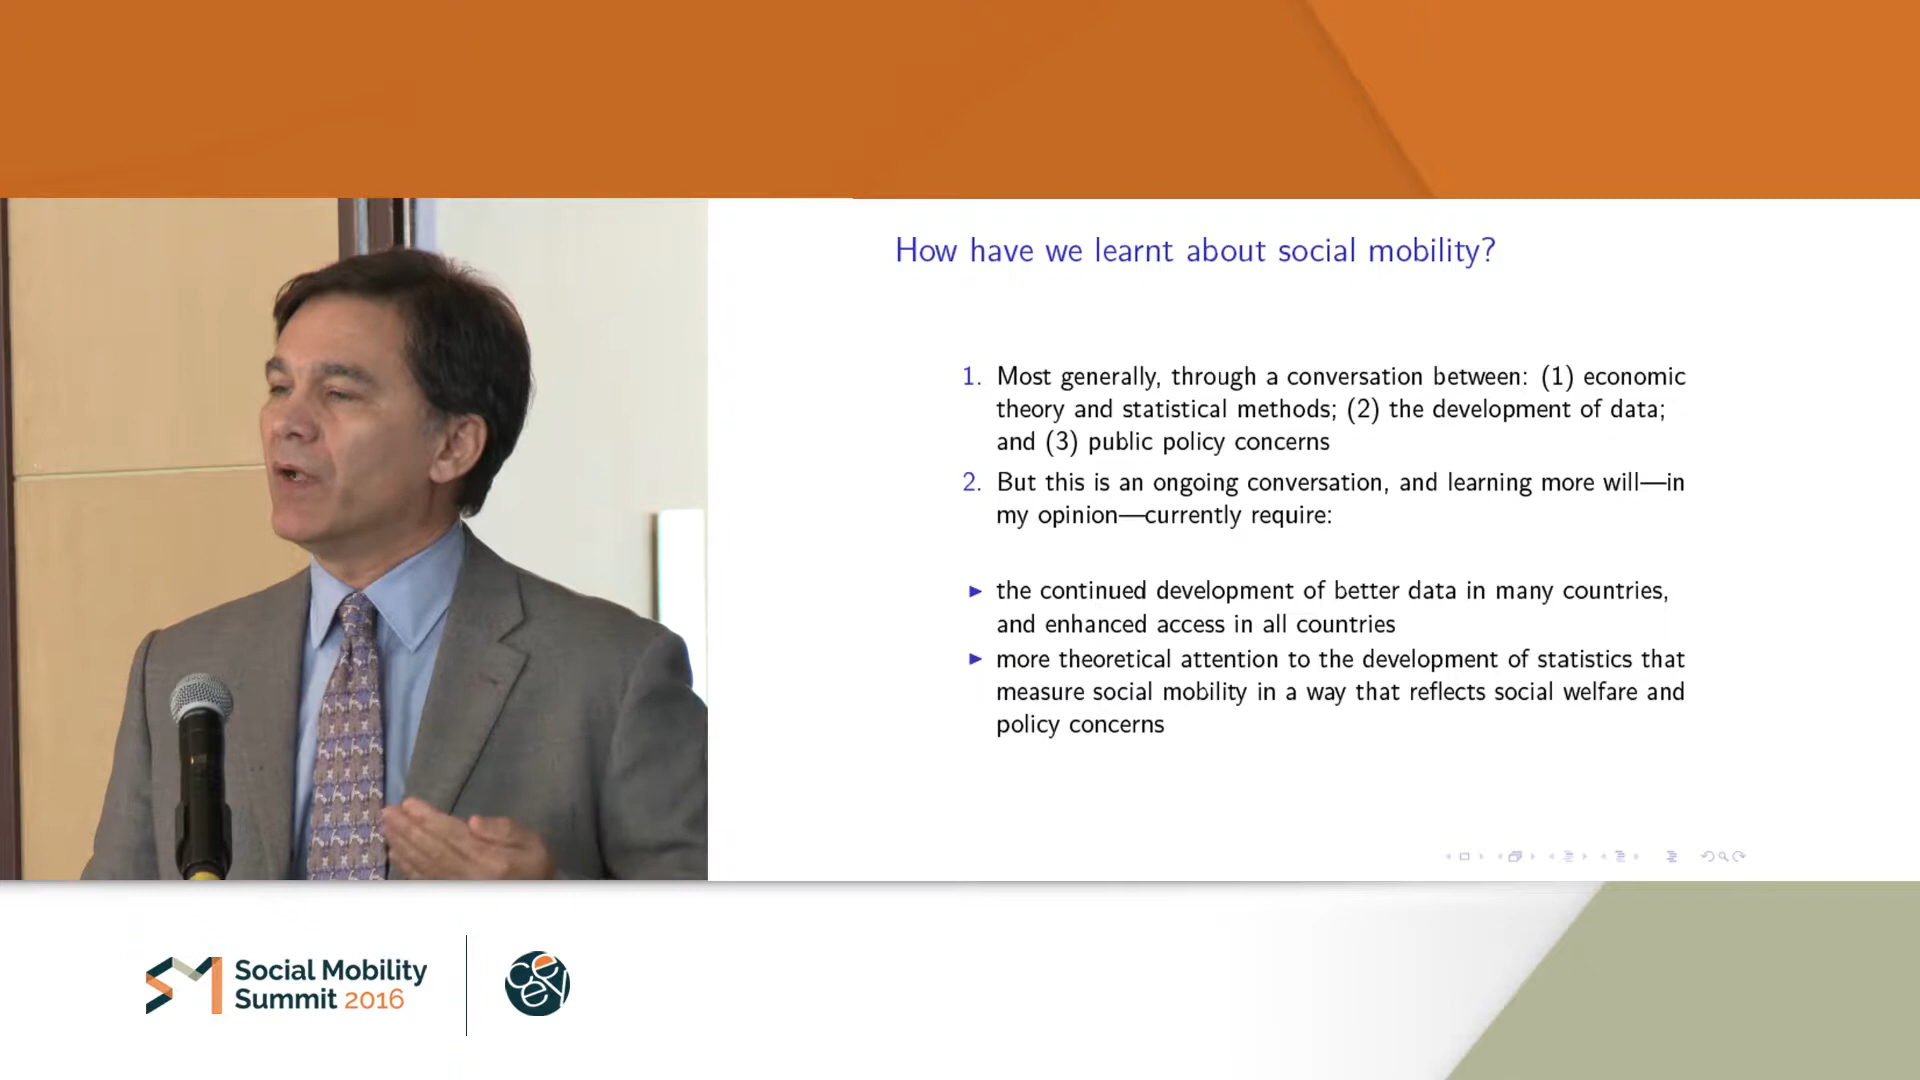 How have we learnt about social mobility?
1. Most generally, through a conversation between: (1) economic
theory and statistical methods; (2) the development of data;
and (3) public policy concerns
2. But this is an ongoing conversation, and learning more will—in
my opinion—currently require:
▶ the continued development of better data in many countries,
and enhanced access in all countries
▶ more theoretical attention to the development of statistics that
measure social mobility in a way that reflects social welfare and
policy concerns
SM
Social Mobility
Summit 2016
ceey